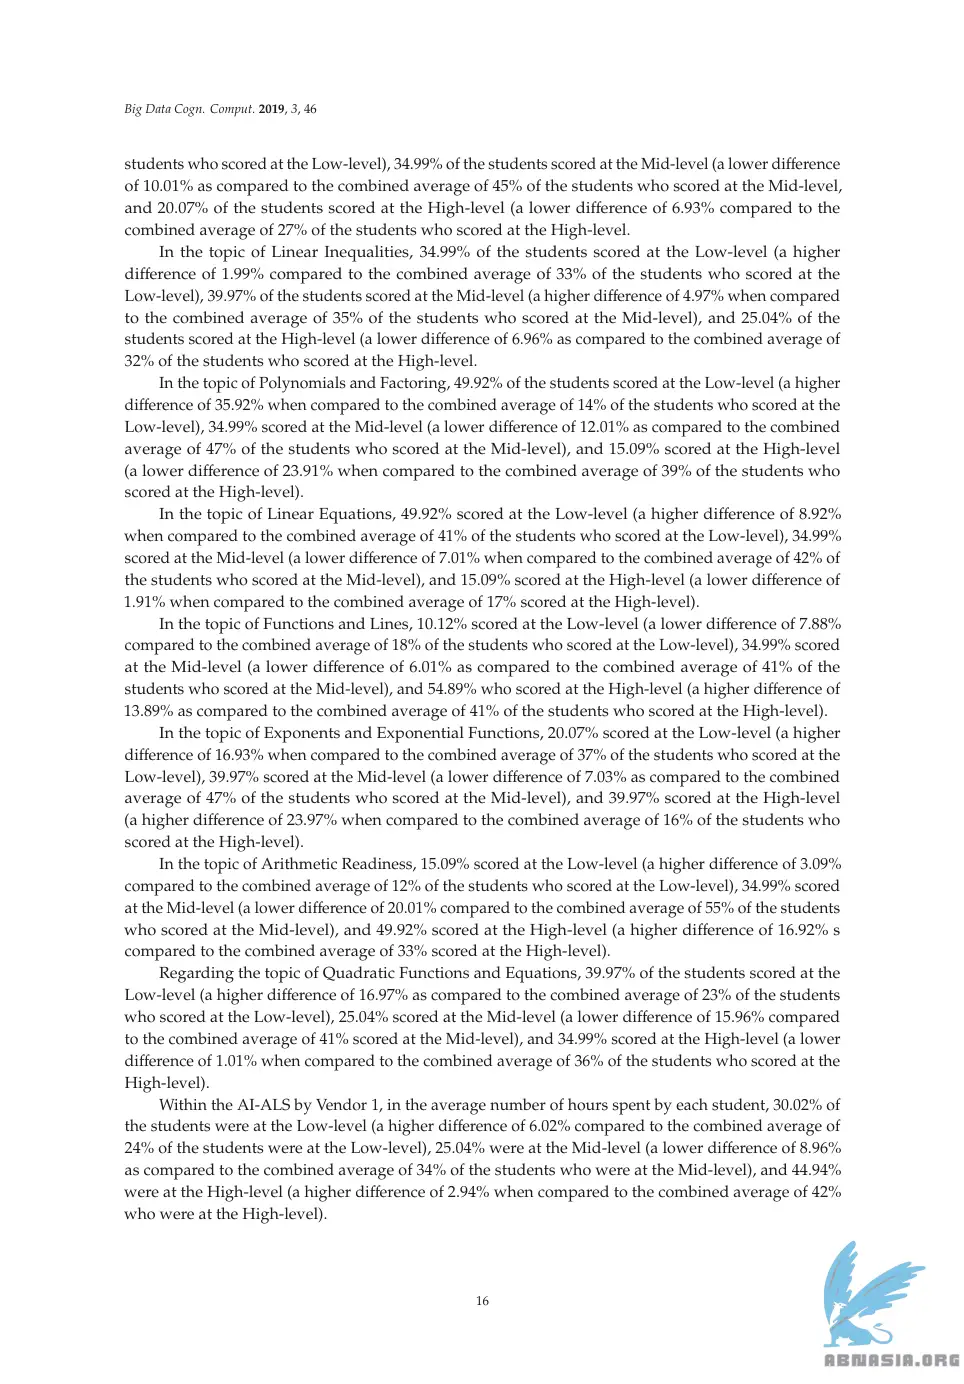 Big Data Cogn. Comput. 2019, 3, 46
students who scored at the Low-level), 34.99% of the students scored at the Mid-level (a lower difference
of 10.01% as compared to the combined average of 45% of the students who scored at the Mid-level,
and 20.07% of the students scored at the High-level (a lower difference of 6.93% compared to the
combined average of 27% of the students who scored at the High-level.
In the topic of Linear Inequalities, 34.99% of the students scored at the Low-level (a higher
difference of 1.99% compared to the combined average of 33% of the students who scored at the
Low-level), 39.97% of the students scored at the Mid-level (a higher difference of 4.97% when compared
to the combined average of 35% of the students who scored at the Mid-level), and 25.04% of the
students scored at the High-level (a lower difference of 6.96% as compared to the combined average of
32% of the students who scored at the High-level.
In the topic of Polynomials and Factoring, 49.92% of the students scored at the Low-level (a higher
difference of 35.92% when compared to the combined average of 14% of the students who scored at the
Low-level), 34.99% scored at the Mid-level (a lower difference of 12.01% as compared to the combined
average of 47% of the students who scored at the Mid-level), and 15.09% scored at the High-level
(a lower difference of 23.91% when compared to the combined average of 39% of the students who
scored at the High-level).
In the topic of Linear Equations, 49.92% scored at the Low-level (a higher difference of 8.92%
when compared to the combined average of 41% of the students who scored at the Low-level), 34.99%
scored at the Mid-level (a lower difference of 7.01% when compared to the combined average of 42% of
the students who scored at the Mid-level), and 15.09% scored at the High-level (a lower difference of
1.91% when compared to the combined average of 17% scored at the High-level).
In the topic of Functions and Lines, 10.12% scored at the Low-level (a lower difference of 7.88%
compared to the combined average of 18% of the students who scored at the Low-level), 34.99% scored
at the Mid-level (a lower difference of 6.01% as compared to the combined average of 41% of the
students who scored at the Mid-level), and 54.89% who scored at the High-level (a higher difference of
13.89% as compared to the combined average of 41% of the students who scored at the High-level).
In the topic of Exponents and Exponential Functions, 20.07% scored at the Low-level (a higher
difference of 16.93% when compared to the combined average of 37% of the students who scored at the
Low-level), 39.97% scored at the Mid-level (a lower difference of 7.03% as compared to the combined
average of 47% of the students who scored at the Mid-level), and 39.97% scored at the High-level
(a higher difference of 23.97% when compared to the combined average of 16% of the students who
scored at the High-level).
In the topic of Arithmetic Readiness, 15.09% scored at the Low-level (a higher difference of 3.09%
compared to the combined average of 12% of the students who scored at the Low-level), 34.99% scored
at the Mid-level (a lower difference of 20.01% compared to the combined average of 55% of the students
who scored at the Mid-level), and 49.92% scored at the High-level (a higher difference of 16.92% s
compared to the combined average of 33% scored at the High-level).
Regarding the topic of Quadratic Functions and Equations, 39.97% of the students scored at the
Low-level (a higher difference of 16.97% as compared to the combined average of 23% of the students
who scored at the Low-level), 25.04% scored at the Mid-level (a lower difference of 15.96% compared
to the combined average of 41% scored at the Mid-level), and 34.99% scored at the High-level (a lower
difference of 1.01% when compared to the combined average of 36% of the students who scored at the
High-level).
Within the AI-ALS by Vendor 1, in the average number of hours spent by each student, 30.02% of
the students were at the Low-level (a higher difference of 6.02% compared to the combined average of
24% of the students were at the Low-level), 25.04% were at the Mid-level (a lower difference of 8.96%
as compared to the combined average of 34% of the students who were at the Mid-level), and 44.94%
were at the High-level (a higher difference of 2.94% when compared to the combined average of 42%
who were at the High-level).
16
ABNASIA.ORG